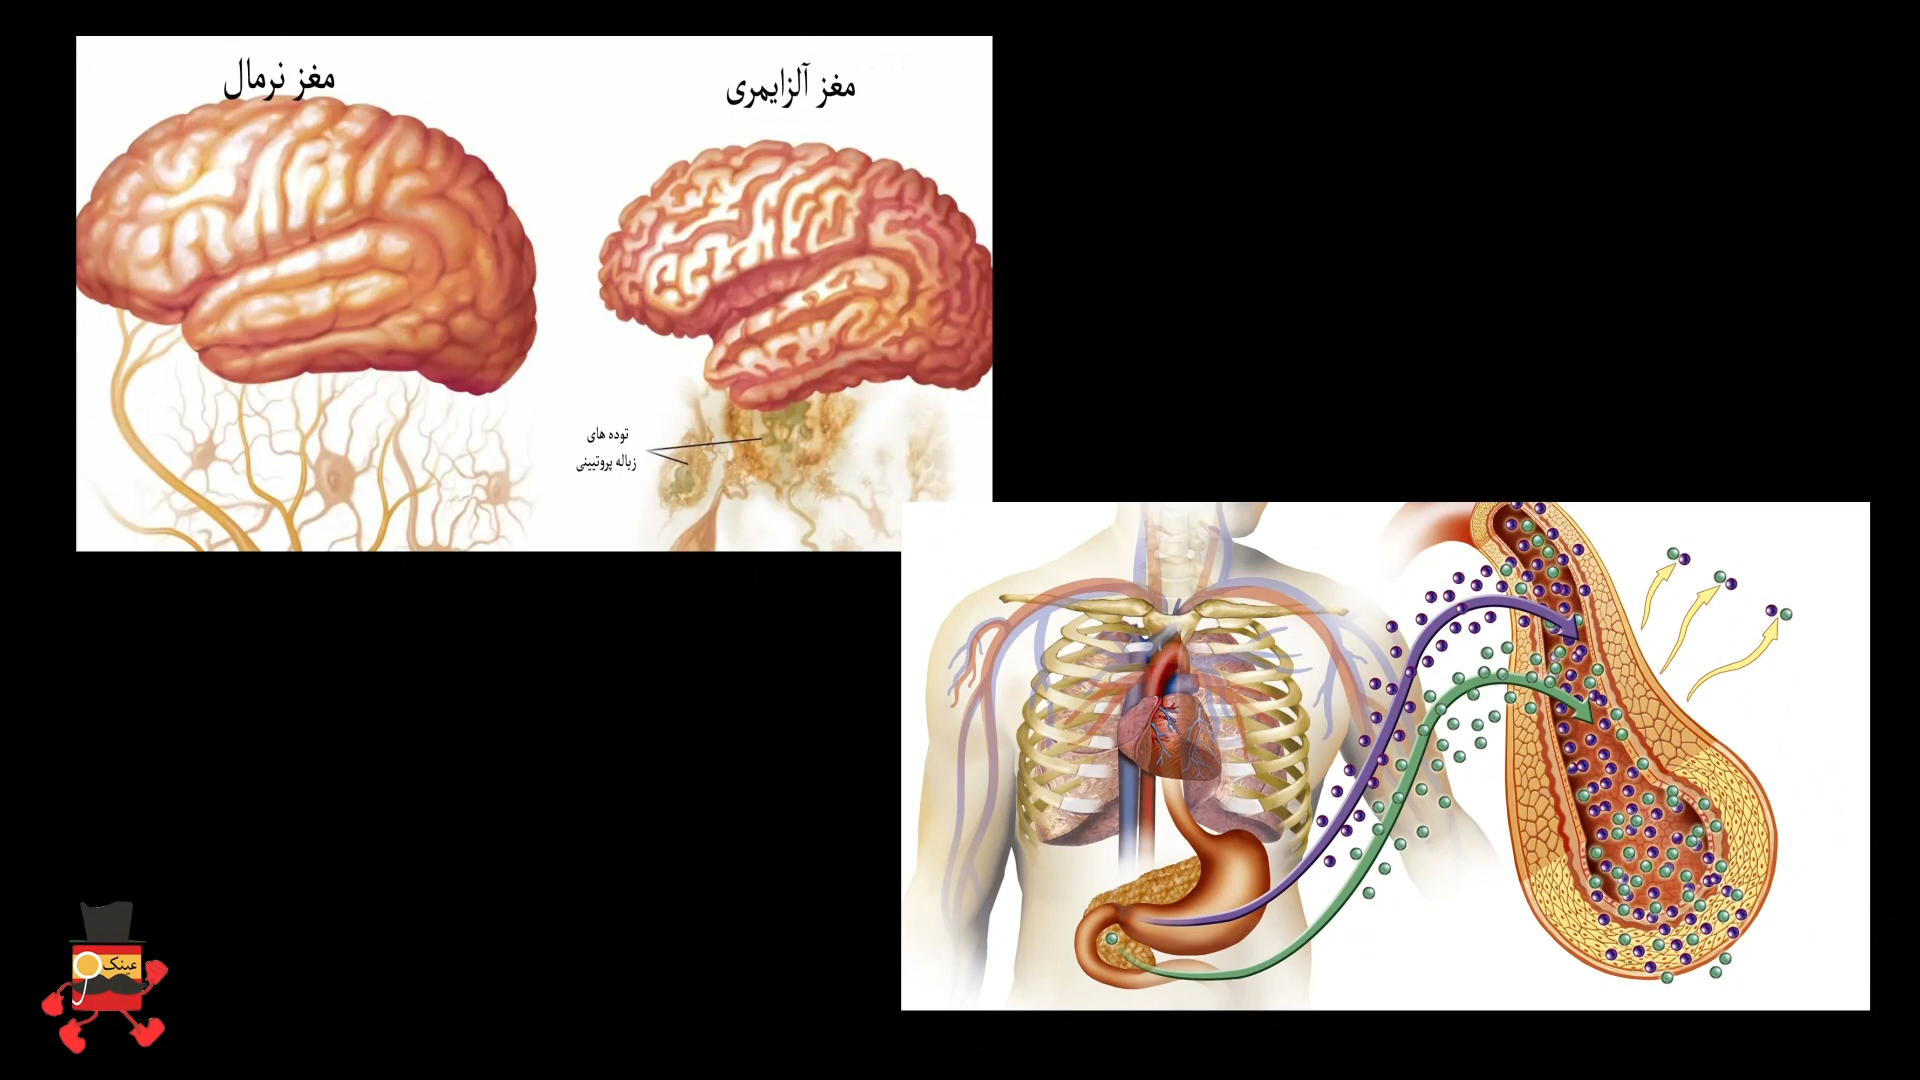 مغز نرمال
مغز آلزایمری
توده های
زباله پروتیینی
عینک